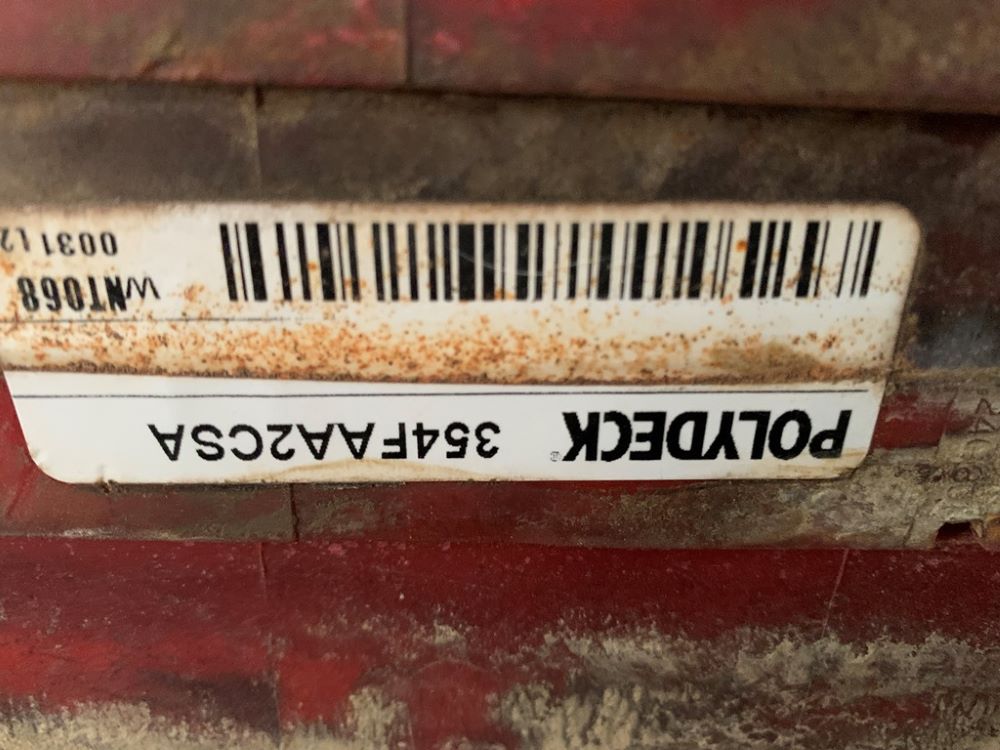 POLYDECK® 354FAA2CSA
WNT068
0031